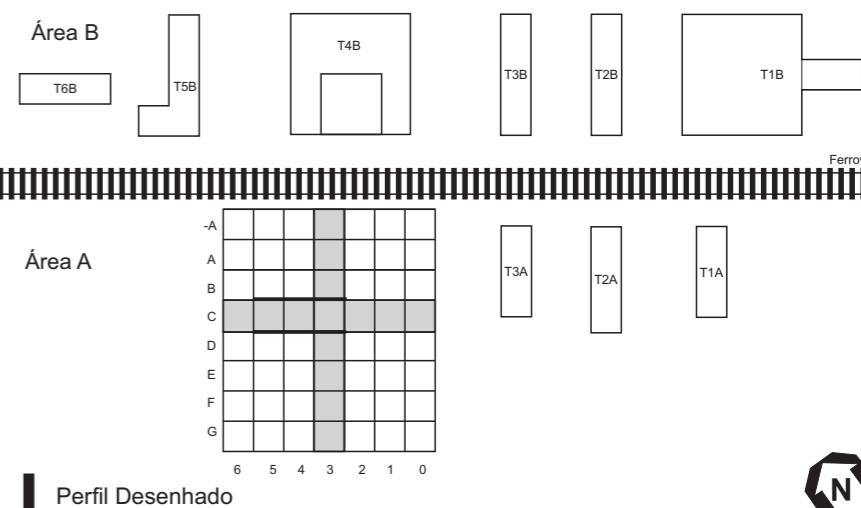 Área B
T6B
T5B
T4B
T3B
T2B
T1B
Ferrov
Área A
-A
A
B
C
D
E
F
G
6 5 4 3 2 1 0
T3A
T2A
T1A
Perfil Desenhado
N